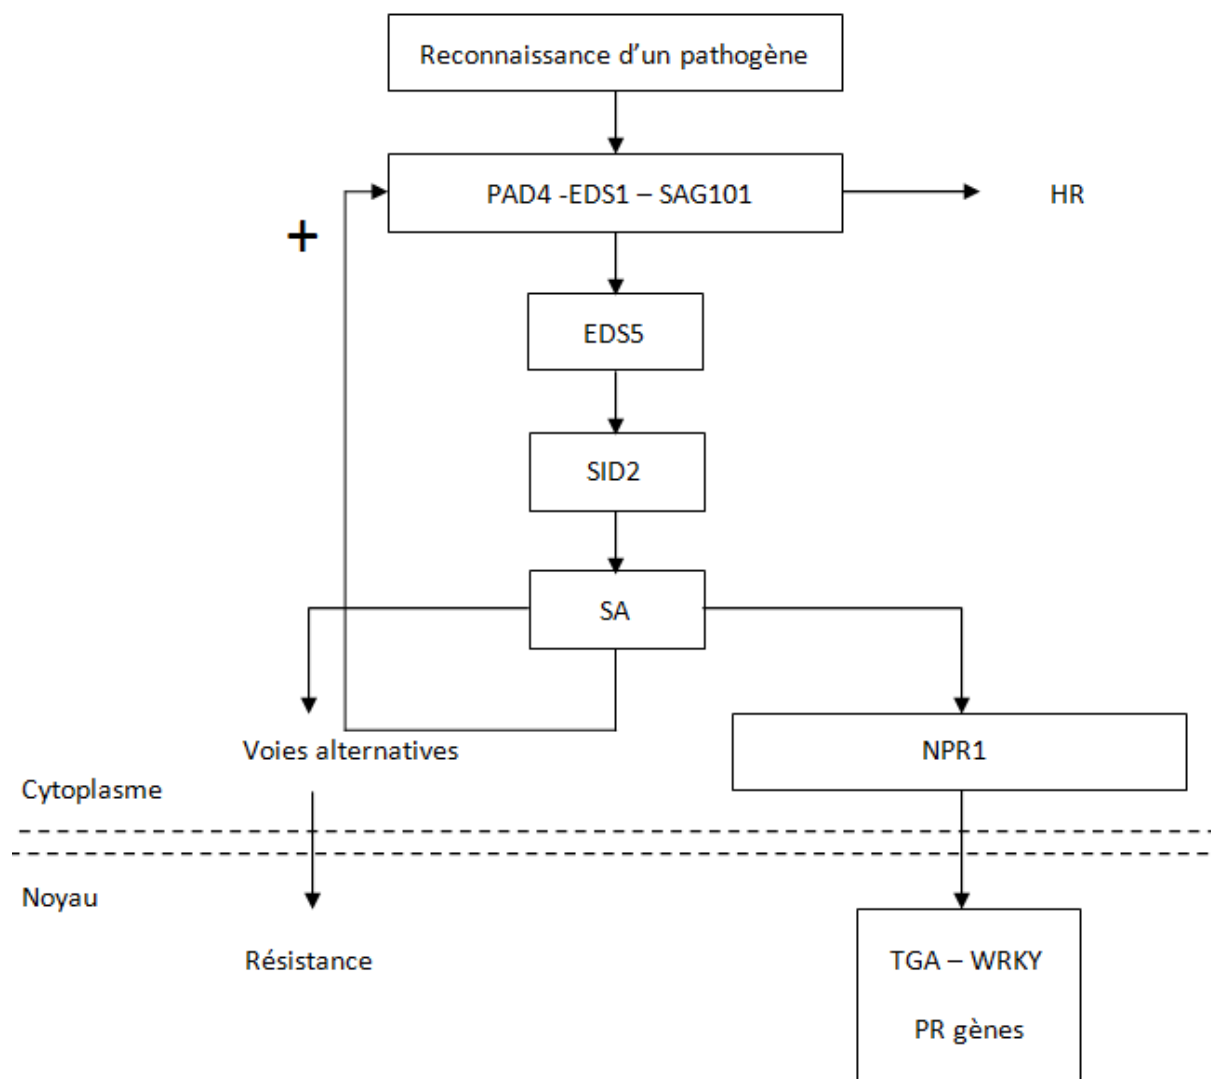 Reconnaissance d'un pathogène
PAD4 -EDS1 – SAG101
HR
+
EDS5
SID2
SA
Voies alternatives
NPR1
Cytoplasme
Noyau
Résistance
TGA – WRKY
PR gènes